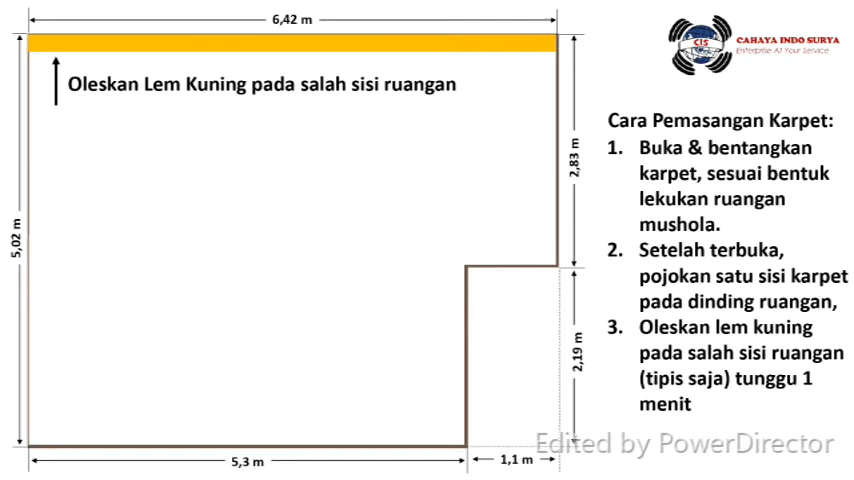 6,42 m
CIS
CAHAYA INDO SURYA
Enterprise At Your Service
Oleskan Lem Kuning pada salah sisi ruangan
2,83 m
5,02 m
2,19 m
5,3 m
1,1 m
Cara Pemasangan Karpet:
1. Buka & bentangkan
karpet, sesuai bentuk
lekukan ruangan
mushola.
2. Setelah terbuka,
pojokan satu sisi karpet
pada dinding ruangan,
3. Oleskan lem kuning
pada salah sisi ruangan
(tipis saja) tunggu 1
menit
Edited by PowerDirector